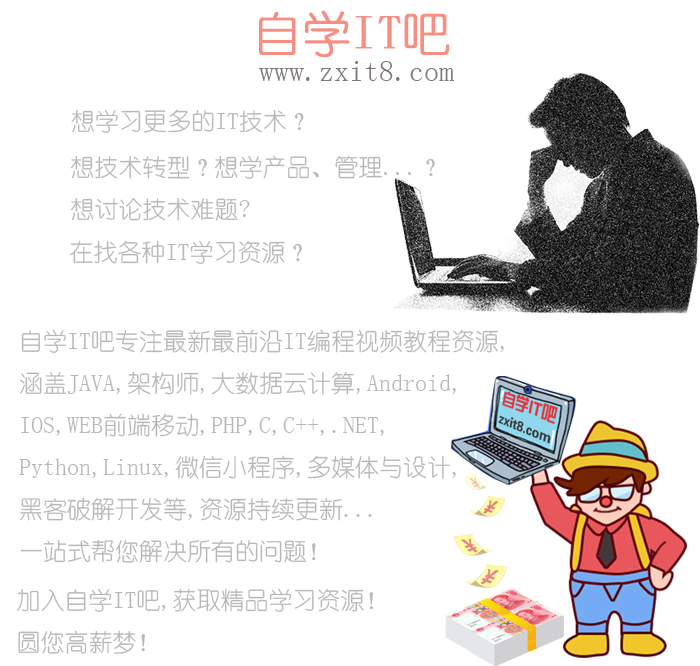 自学IT吧
www.zxit8.com
想学习更多的IT技术？
想技术转型？想学产品、管理...？
想讨论技术难题?
在找各种IT学习资源？
自学IT吧专注最新最前沿IT编程视频教程资源,
涵盖JAVA,架构师,大数据云计算,Android,
IOS,WEB前端移动,PHP,C,C++,.NET,
Python,Linux,微信小程序,多媒体与设计,
黑客破解开发等,资源持续更新...
一站式帮您解决所有的问题!
加入自学IT吧,获取精品学习资源!
圆您高薪梦!
自学IT吧
zxit8.com
¥
¥
¥
¥